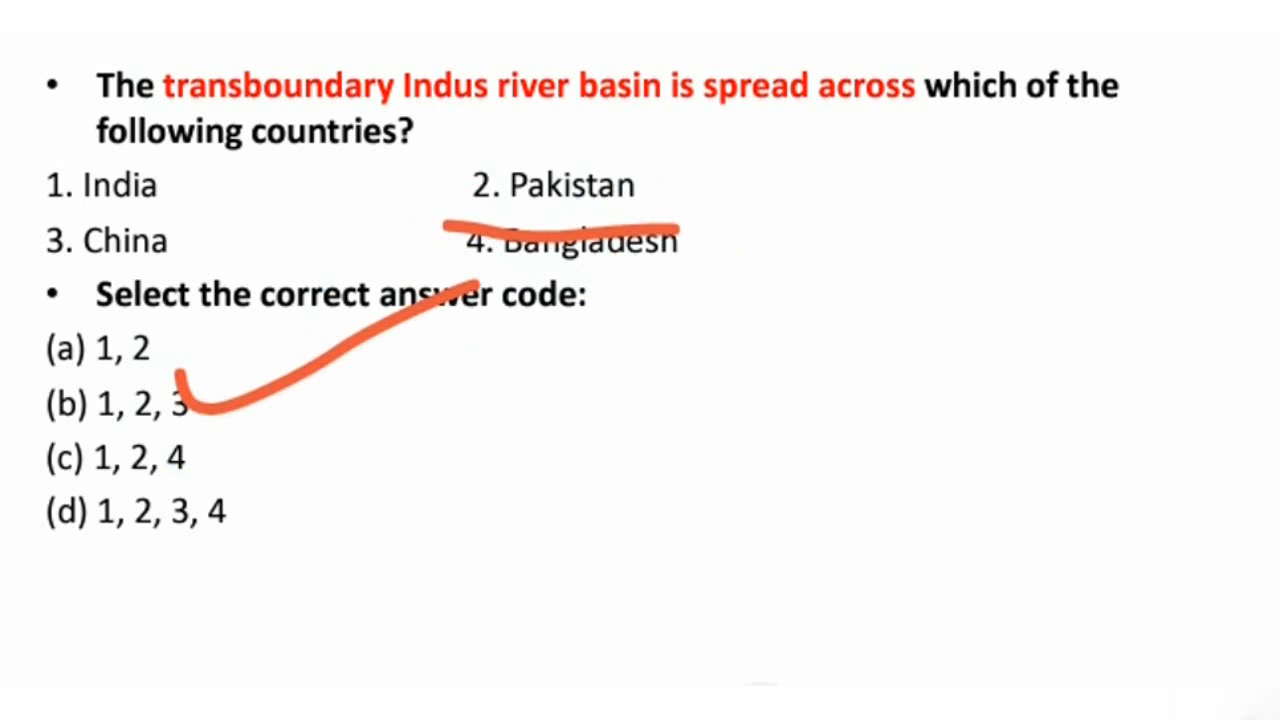 • The transboundary Indus river basin is spread across which of the
following countries?
1. India 2. Pakistan
3. China 4. Bangladesh
• Select the correct answer code:
(a) 1, 2
(b) 1, 2, 3
(c) 1, 2, 4
(d) 1, 2, 3, 4